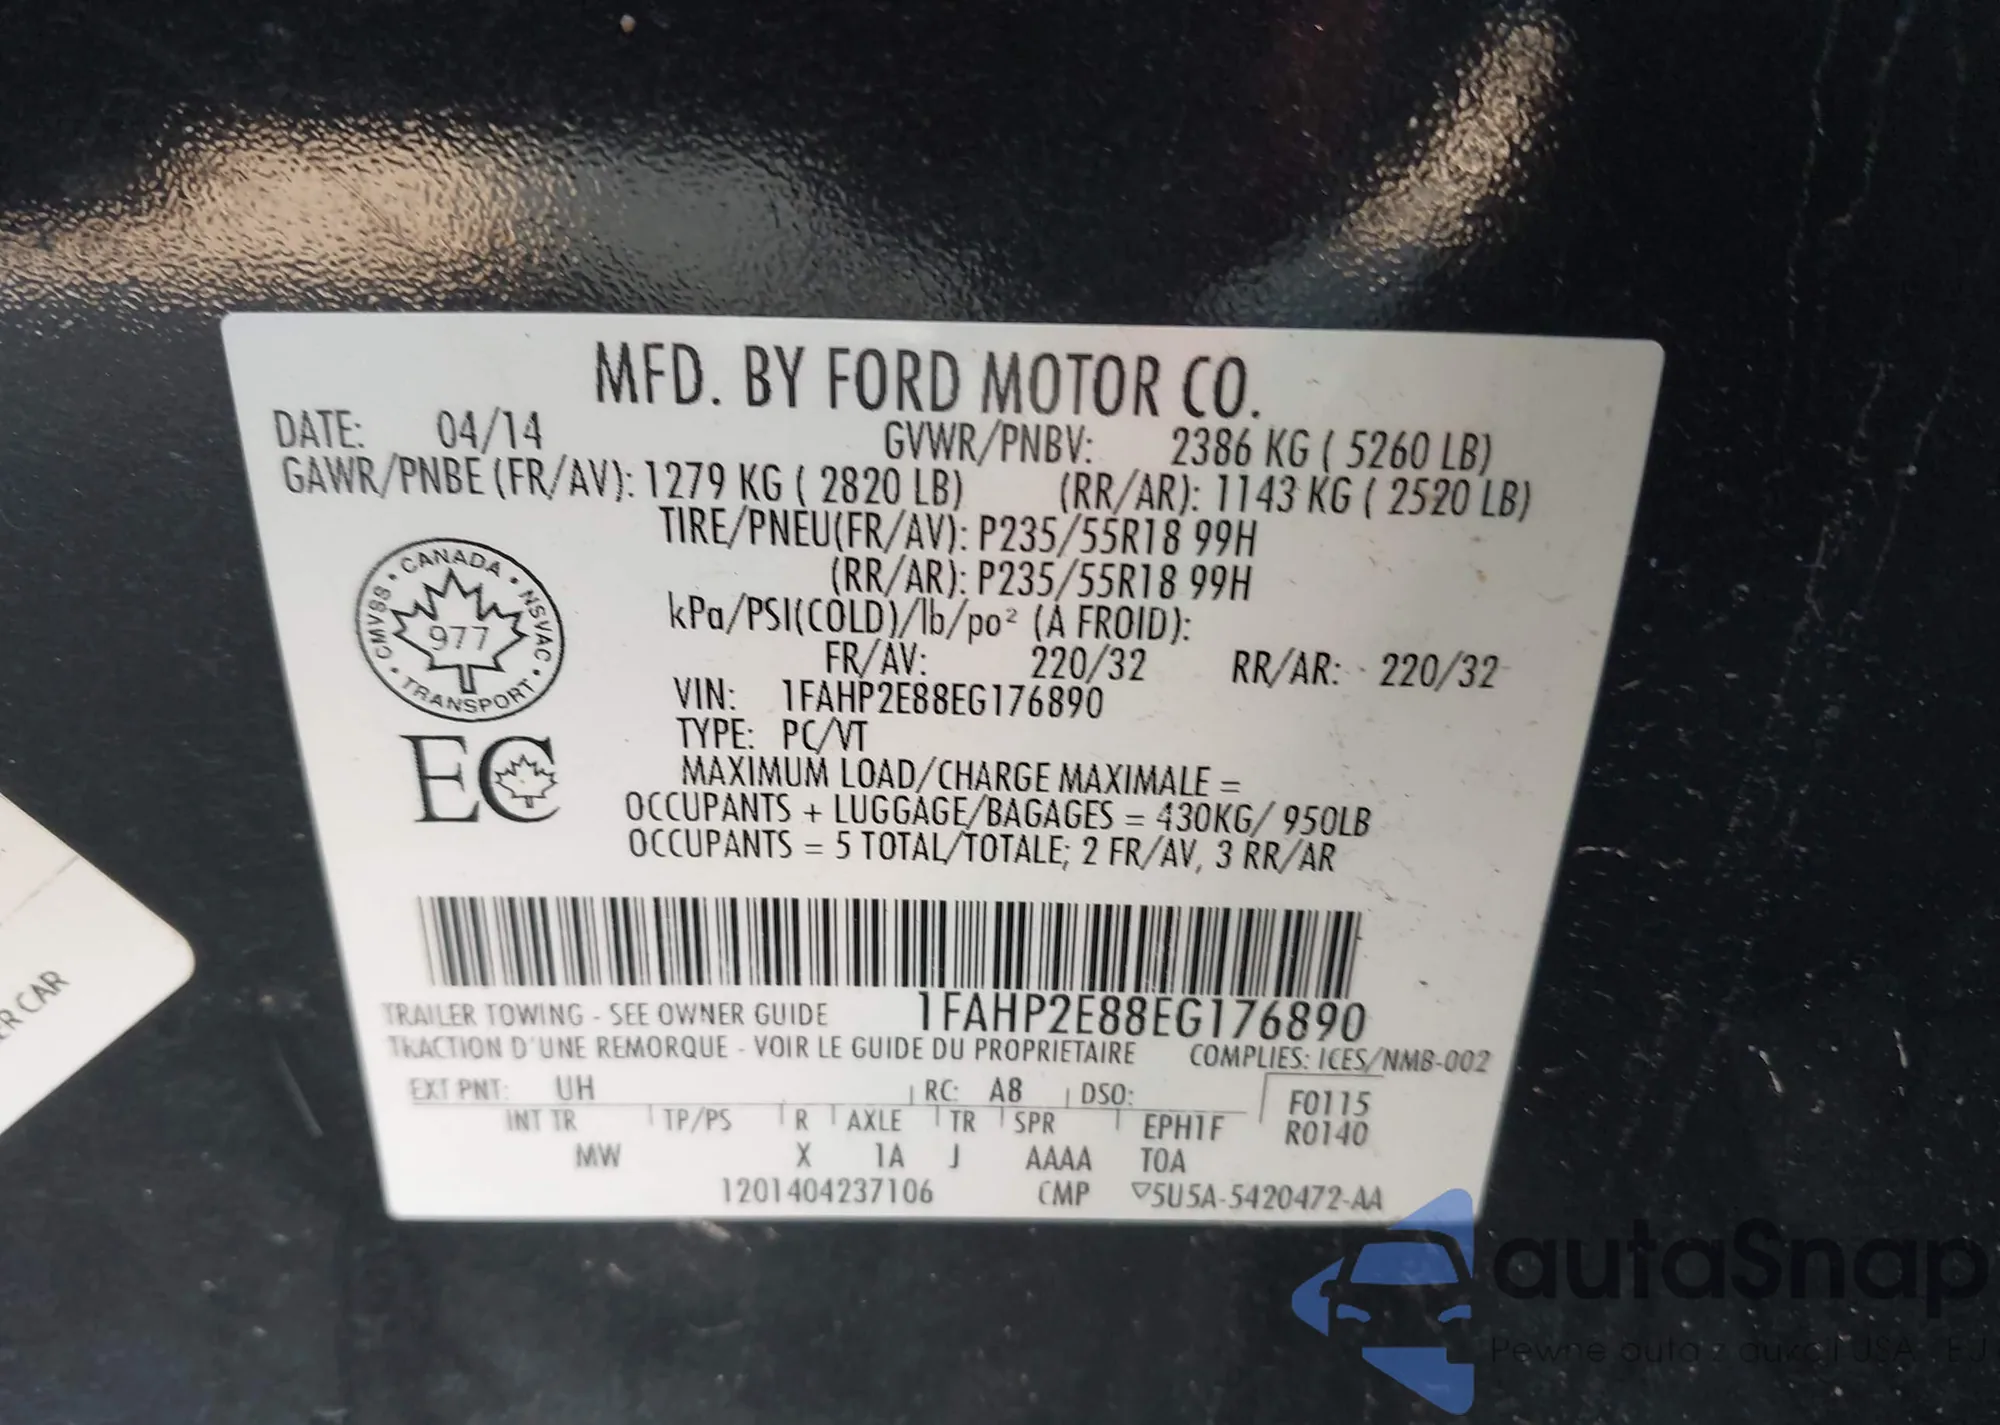 MFD. BY FORD MOTOR CO.
DATE: 04/14 GVWR/PNBV: 2386 KG ( 5260 LB)
GAWR/PNBE (FR/AV): 1279 KG ( 2820 LB) (RR/AR): 1143 KG ( 2520 LB)
TIRE/PNEU(FR/AV): P235/55R18 99H
(RR/AR): P235/55R18 99H
kPa/PSI(COLD)/lb/po² (A FROID):
FR/AV: 220/32 RR/AR: 220/32
CANADA · NSVAC · TRANSPORT · CMVSS ·
977
VIN: 1FAHP2E88EG176890
TYPE: PC/VT
EC
MAXIMUM LOAD/CHARGE MAXIMALE =
OCCUPANTS + LUGGAGE/BAGAGES = 430KG/ 950LB
OCCUPANTS = 5 TOTAL/TOTALE; 2 FR/AV, 3 RR/AR
TRAILER TOWING - SEE OWNER GUIDE 1FAHP2E88EG176890
TRACTION D'UNE REMORQUE - VOIR LE GUIDE DU PROPRIETAIRE COMPLIES: ICES/NMB-002
EXT PNT: UH RC: A8 DSO: F0115
INT TR TP/PS R AXLE TR SPR EPH1F R0140
MW X 1A J AAAA TOA
1201404237106 CMP ▽5U5A-5420472-AA
CAR
autaSnap
Pewne auta z aukcji USA